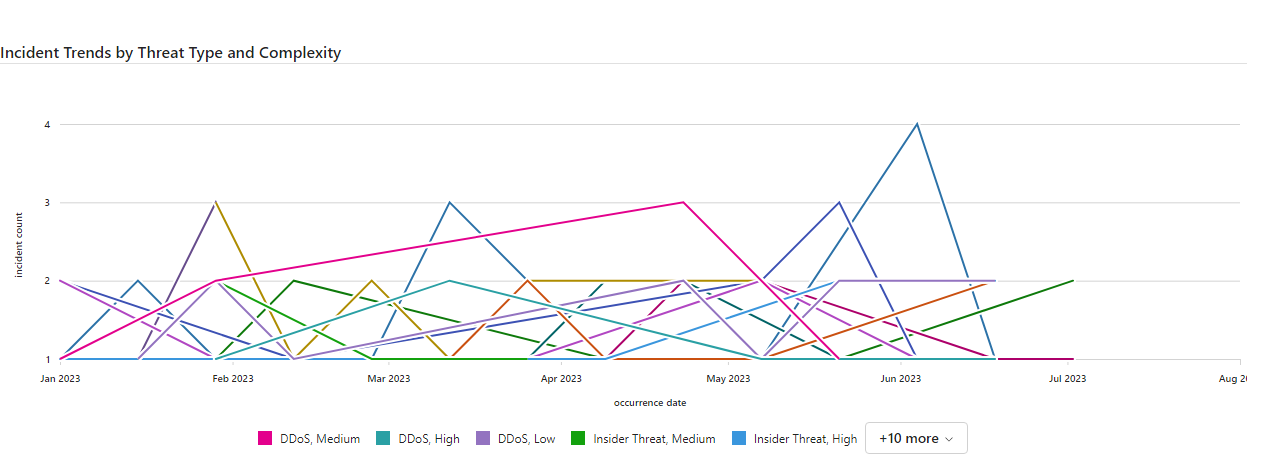 Incident Trends by Threat Type and Complexity
4
3
incident count
2
1
Jan 2023 Feb 2023 Mar 2023 Apr 2023 May 2023 Jun 2023 Jul 2023 Aug 20
occurrence date
DDoS, Medium DDoS, High DDoS, Low Insider Threat, Medium Insider Threat, High +10 more